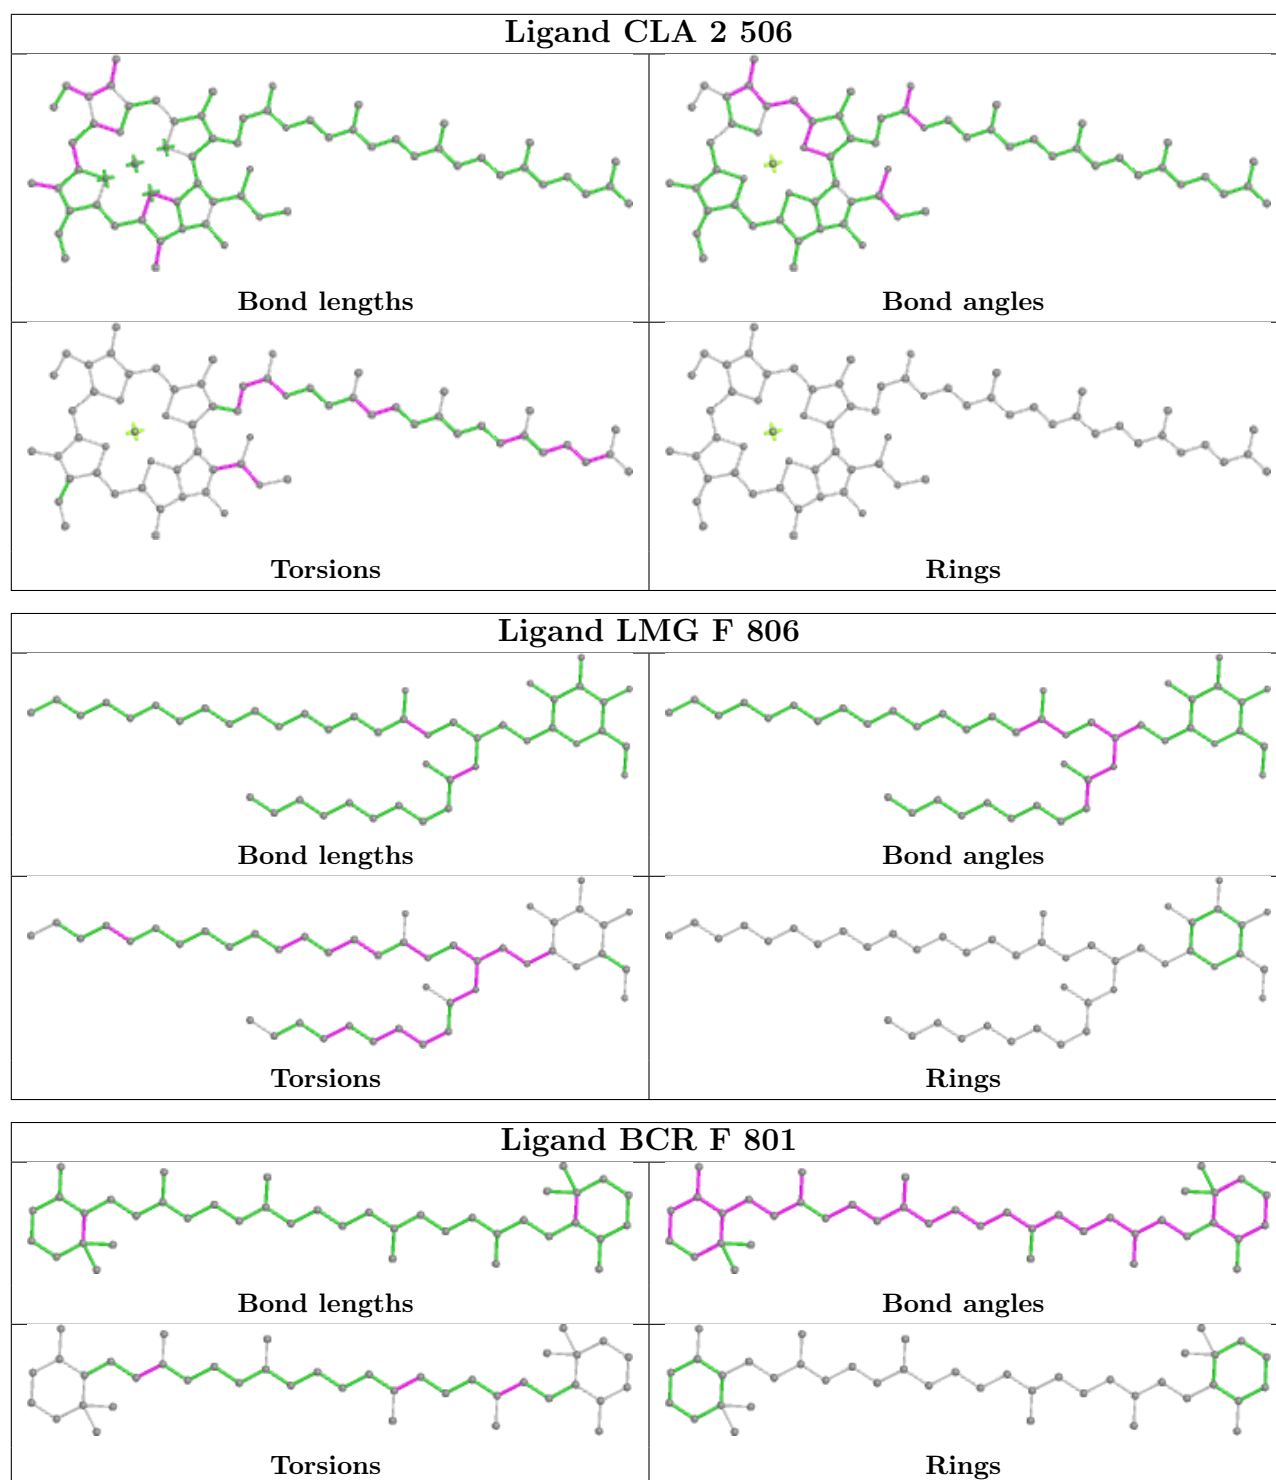 Ligand CLA 2 506
Bond lengths
Bond angles
Torsions
Rings
Ligand LMG F 806
Bond lengths
Bond angles
Torsions
Rings
Ligand BCR F 801
Bond lengths
Bond angles
Torsions
Rings